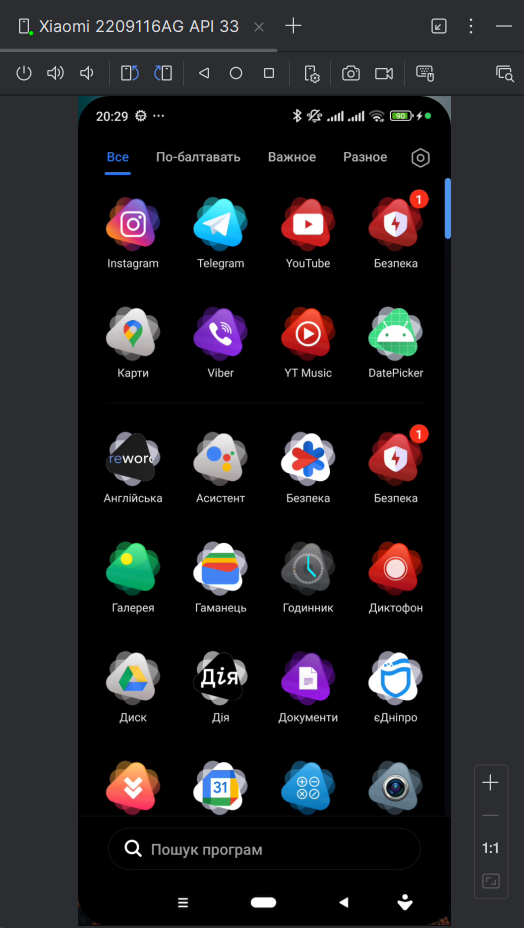 Xiaomi 2209116AG API 33
20:29
90
Все По-балтавать Важное Разное
1
Instagram Telegram YouTube Безпека
Карти Viber YT Music DatePicker
1
reword
Англійська Асистент Безпека Безпека
Галерея Гаманець Годинник Диктофон
Дія
Диск Дія Документи єДніпро
31
Пошук програм
1:1